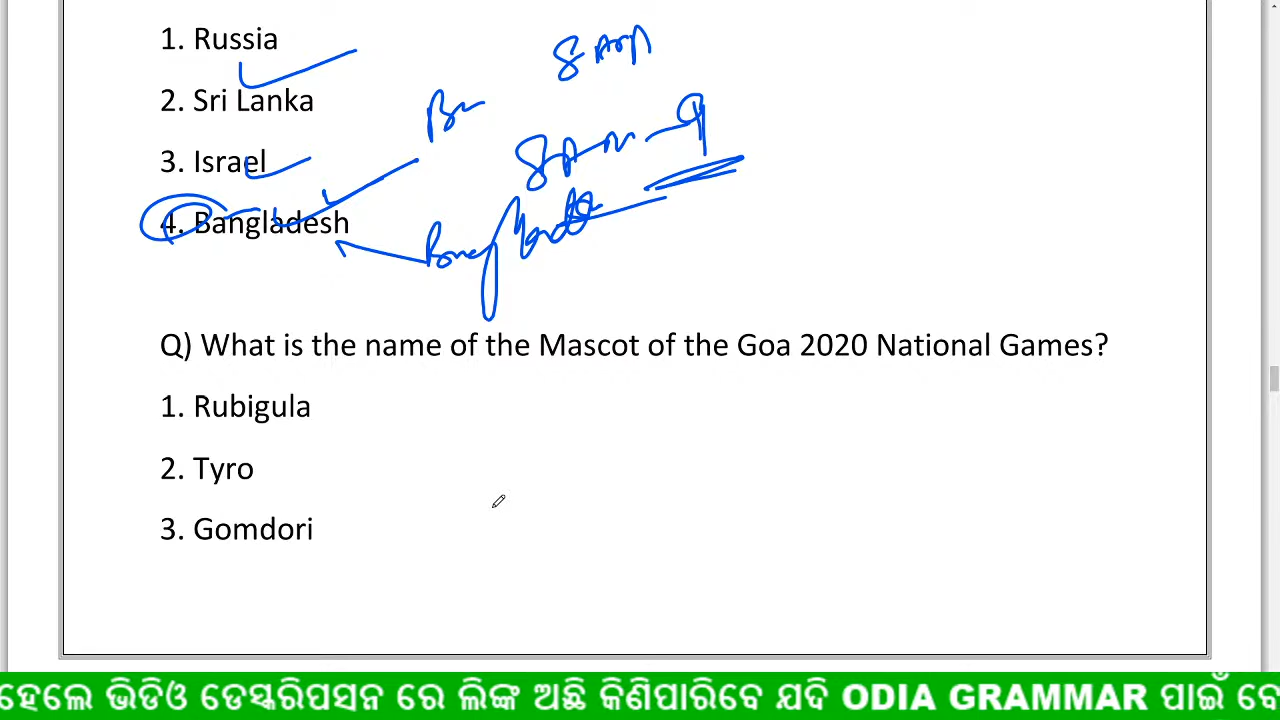 1. Russia
2. Sri Lanka
3. Israel
4. Bangladesh
Q) What is the name of the Mascot of the Goa 2020 National Games?
1. Rubigula
2. Tyro
3. Gomdori
ହେଲେ ଭିଡିଓ ଡେସ୍କରିପସନ ରେ ଲିଙ୍କ ଅଛି କିଣିପାରିବେ ଯଦି ODIA GRAMMAR ପାଇଁ ବେ